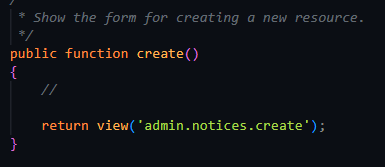 * Show the form for creating a new resource.
*/
public function create()
{
//
return view('admin.notices.create');
}